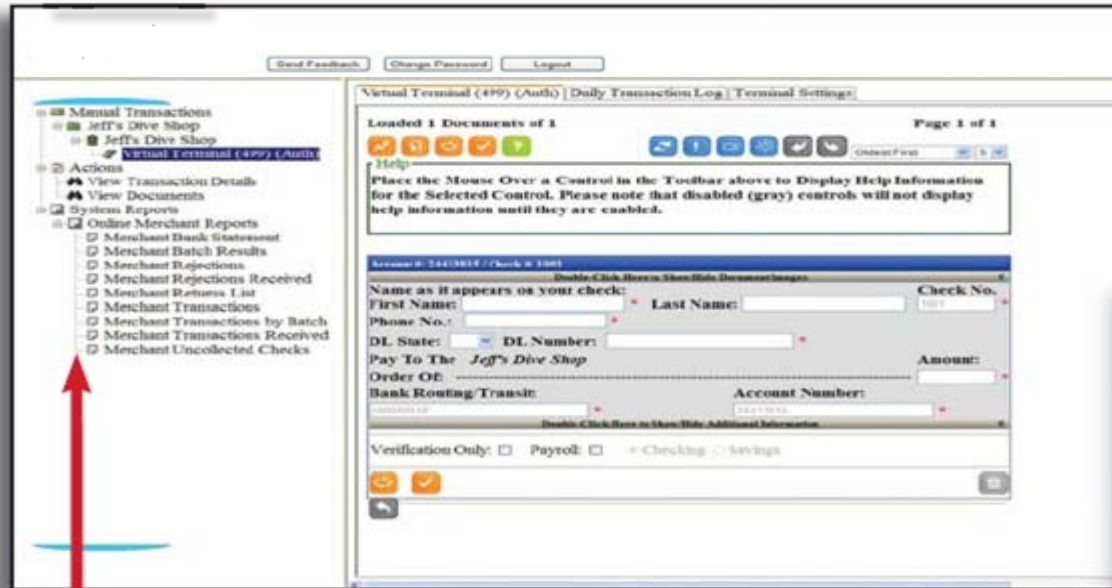 Send Feedback Change Password Logout
Manual Transactions
Jeff's Dive Shop
Jeff's Dive Shop
Virtual Terminal (499) (Auth)
Actions
View Transaction Details
View Documents
System Reports
Online Merchant Reports
Merchant Bank Statement
Merchant Batch Results
Merchant Rejections
Merchant Rejections Received
Merchant Returns List
Merchant Transactions
Merchant Transactions by Batch
Merchant Transactions Received
Merchant Uncollected Checks
Virtual Terminal (499) (Auth) Daily Transaction Log Terminal Settings
Loaded 1 Documents of 1 Page 1 of 1
Oldest First 5
Help
Place the Mouse Over a Control in the Toolbar above to Display Help Information
for the Selected Control. Please note that disabled (gray) controls will not display
help information until they are enabled.
Account #: / Check # 1001
Double-Click Here to Show/Hide Document Images
Name as it appears on your check: Check No.
First Name: * Last Name: * 1001 *
Phone No.: *
DL State: DL Number: *
Pay To The Jeff's Dive Shop Amount:
Order Of: *
Bank Routing/Transit: Account Number:
* *
Double-Click Here to Show/Hide Additional Information
Verification Only: Payroll: Checking Savings